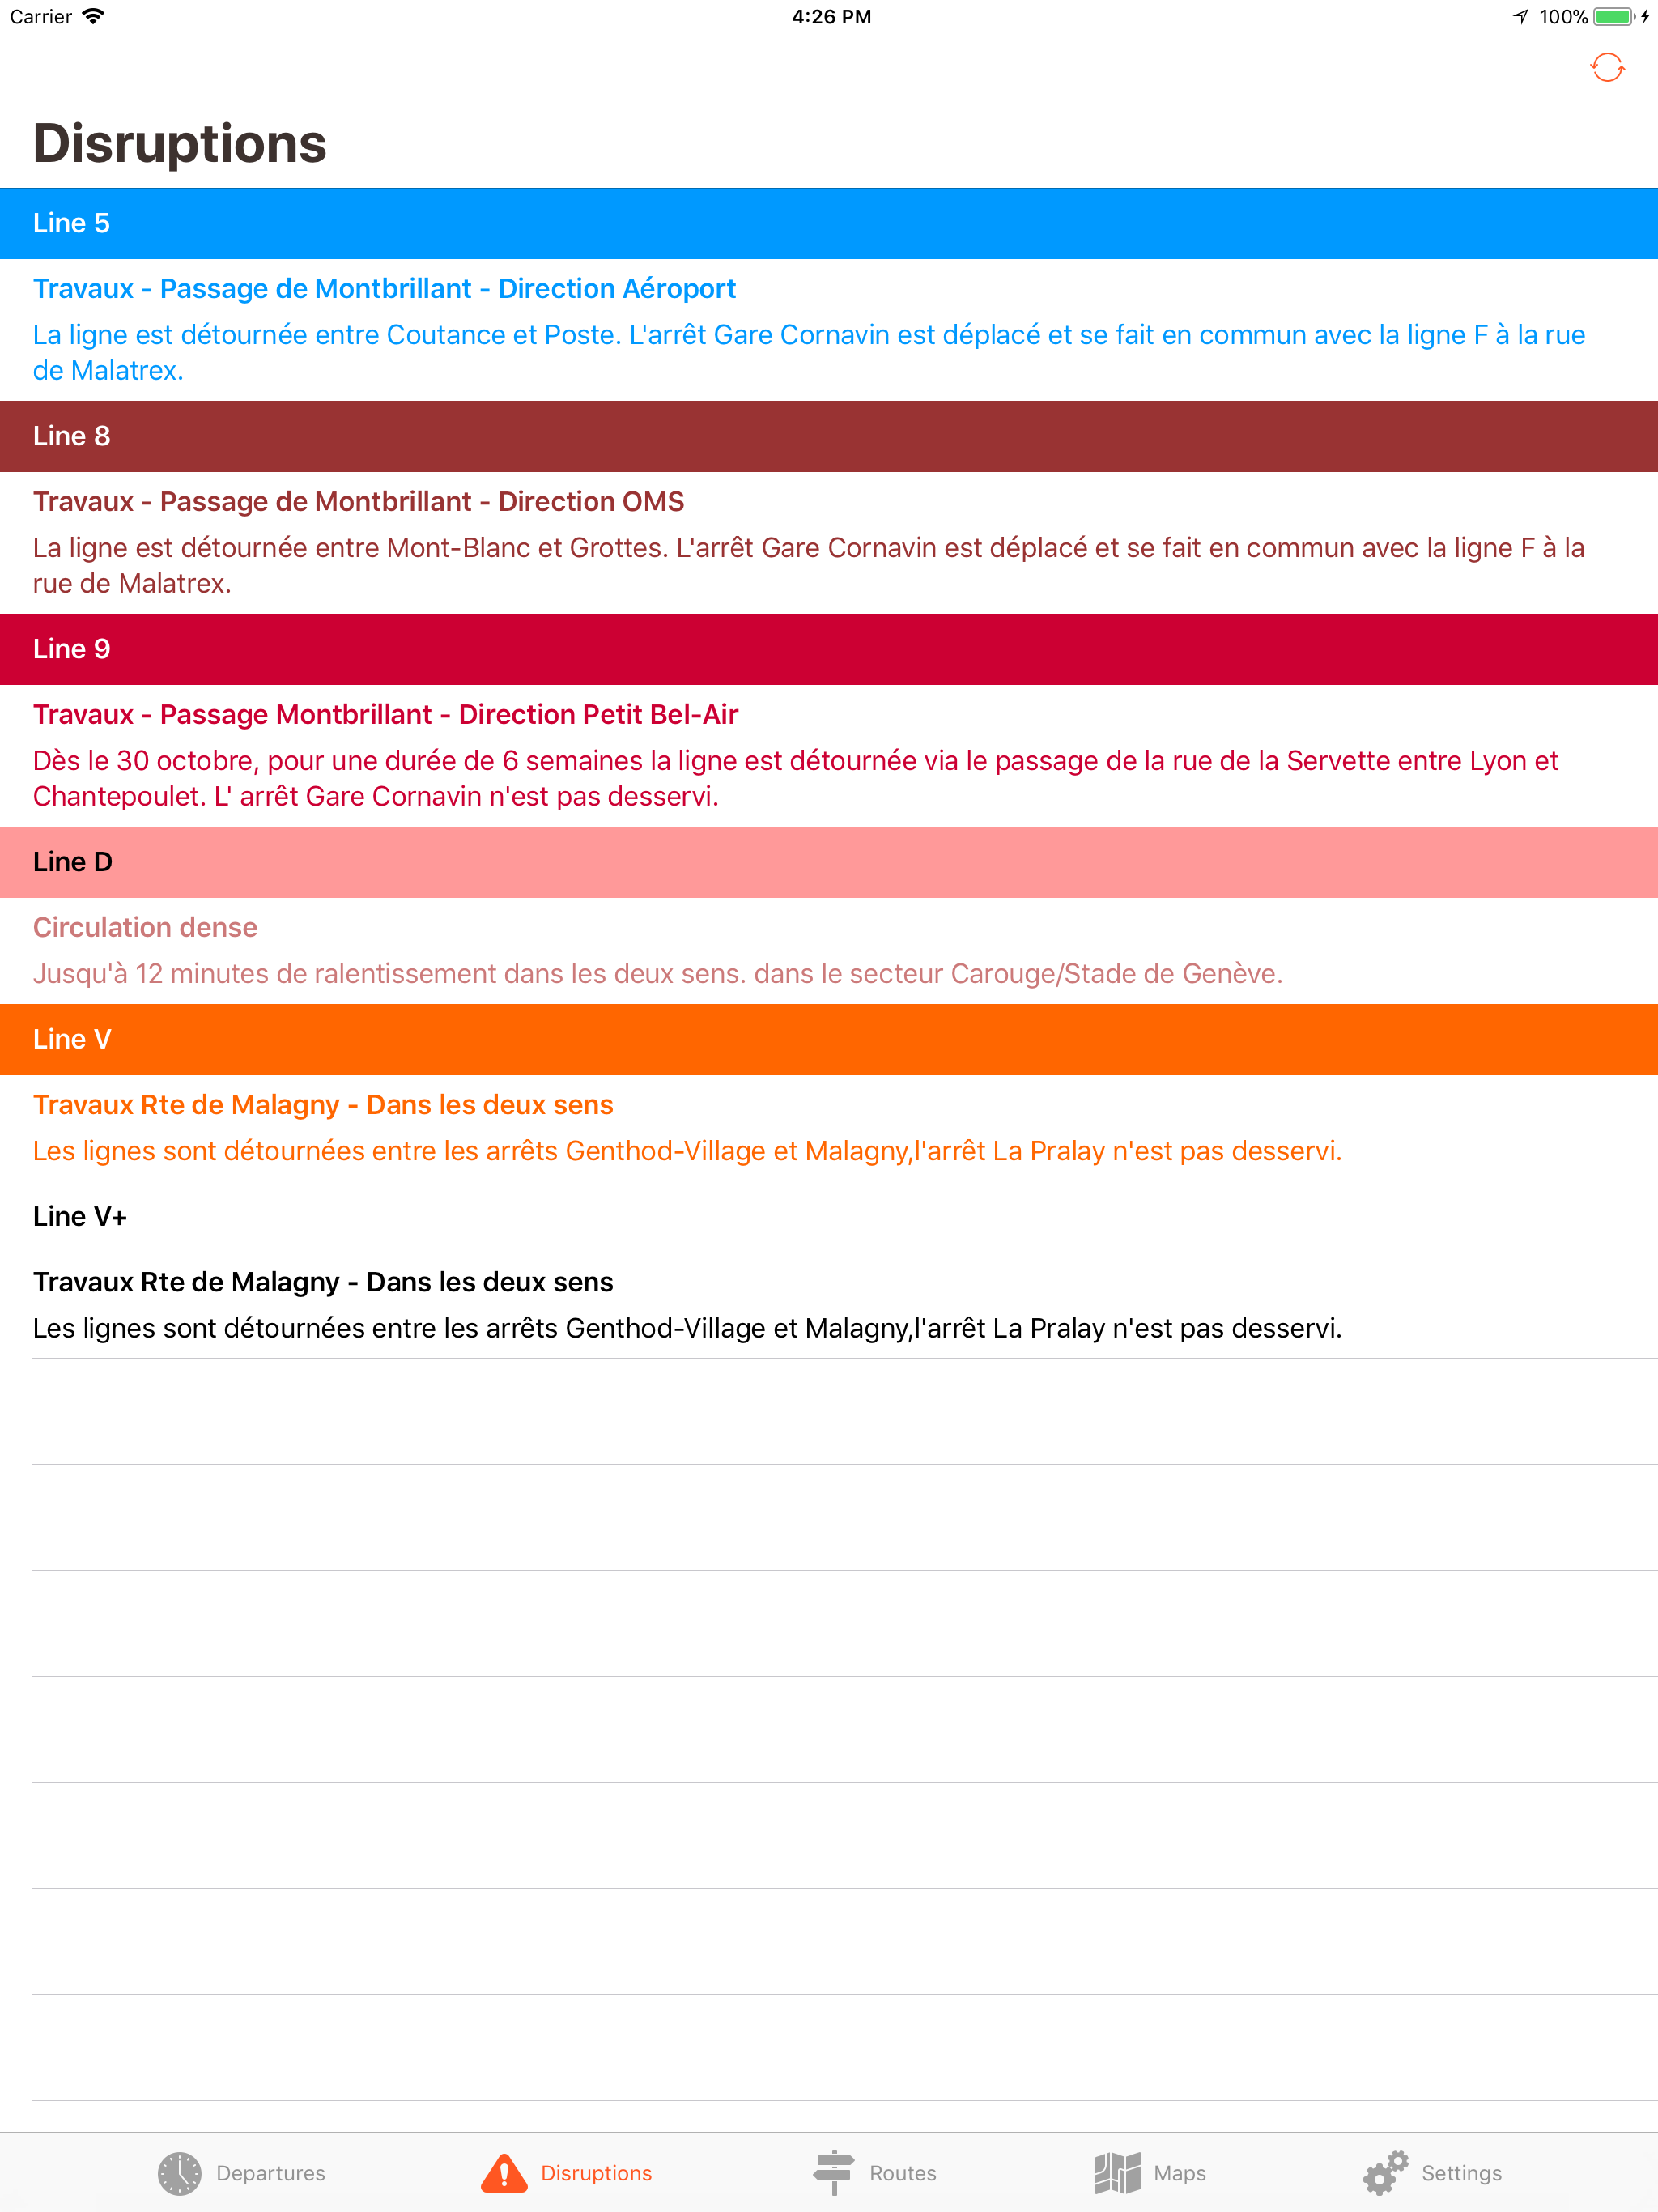 Carrier
4:26 PM
100%
Disruptions
Line 5
Travaux - Passage de Montbrillant - Direction Aéroport
La ligne est détournée entre Coutance et Poste. L'arrêt Gare Cornavin est déplacé et se fait en commun avec la ligne F à la rue
de Malatrex.
Line 8
Travaux - Passage de Montbrillant - Direction OMS
La ligne est détournée entre Mont-Blanc et Grottes. L'arrêt Gare Cornavin est déplacé et se fait en commun avec la ligne F à la
rue de Malatrex.
Line 9
Travaux - Passage Montbrillant - Direction Petit Bel-Air
Dès le 30 octobre, pour une durée de 6 semaines la ligne est détournée via le passage de la rue de la Servette entre Lyon et
Chantepoulet. L' arrêt Gare Cornavin n'est pas desservi.
Line D
Circulation dense
Jusqu'à 12 minutes de ralentissement dans les deux sens. dans le secteur Carouge/Stade de Genève.
Line V
Travaux Rte de Malagny - Dans les deux sens
Les lignes sont détournées entre les arrêts Genthod-Village et Malagny,l'arrêt La Pralay n'est pas desservi.
Line V+
Travaux Rte de Malagny - Dans les deux sens
Les lignes sont détournées entre les arrêts Genthod-Village et Malagny,l'arrêt La Pralay n'est pas desservi.
Departures
Disruptions
Routes
Maps
Settings